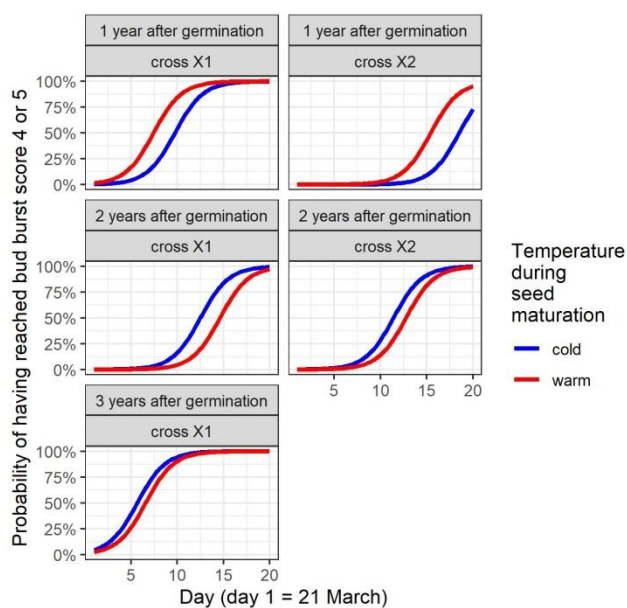 Probability of having reached bud burst score 4 or 5
1 year after germination
cross X1
1 year after germination
cross X2
100%
75%
50%
25%
0%
2 years after germination
cross X1
2 years after germination
cross X2
100%
75%
50%
25%
0%
5 10 15 20
3 years after germination
cross X1
100%
75%
50%
25%
0%
5 10 15 20
Day (day 1 = 21 March)
Temperature
during
seed
maturation
cold
warm